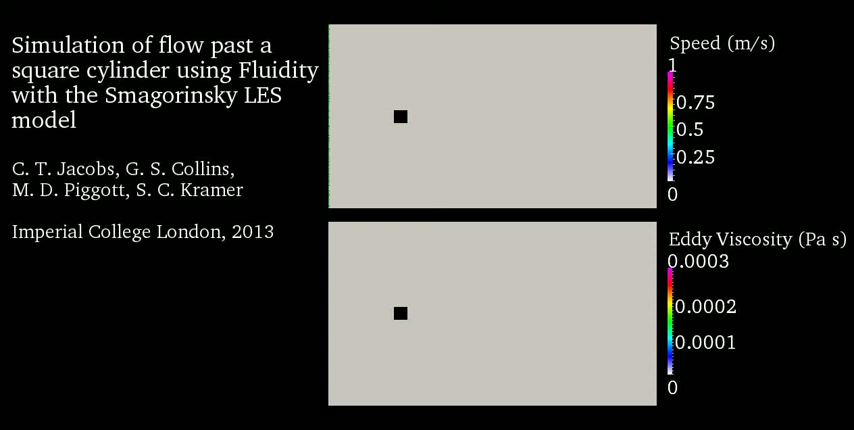 Simulation of flow past a
square cylinder using Fluidity
with the Smagorinsky LES
model
C. T. Jacobs, G. S. Collins,
M. D. Piggott, S. C. Kramer
Imperial College London, 2013
Speed (m/s)
1
0.75
0.5
0.25
0
Eddy Viscosity (Pa s)
0.0003
0.0002
0.0001
0